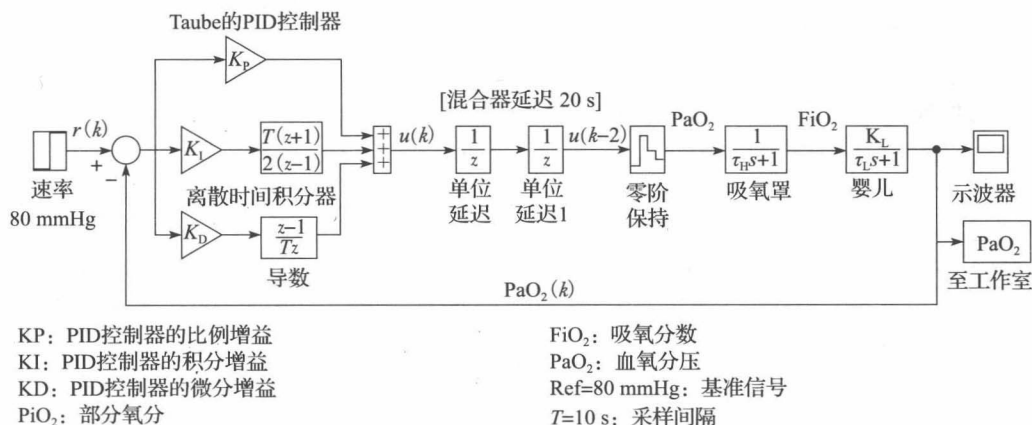 Taube的PID控制器
K_P
[混合器延迟 20 s]
r(k)
+
−
K_I
T(z+1)
2(z−1)
+
+
+
u(k)
1
z
1
z
u(k−2)
PaO₂
1
τ_H s+1
FiO₂
K_L
τ_L s+1
速率
80 mmHg
离散时间积分器
单位
延迟
单位
延迟1
零阶
保持
吸氧罩
婴儿
示波器
K_D
z−1
Tz
导数
PaO₂
至工作室
PaO₂(k)
KP：PID控制器的比例增益
KI：PID控制器的积分增益
KD：PID控制器的微分增益
PiO₂：部分氧分
FiO₂：吸氧分数
PaO₂：血氧分压
Ref=80 mmHg：基准信号
T=10 s：采样间隔